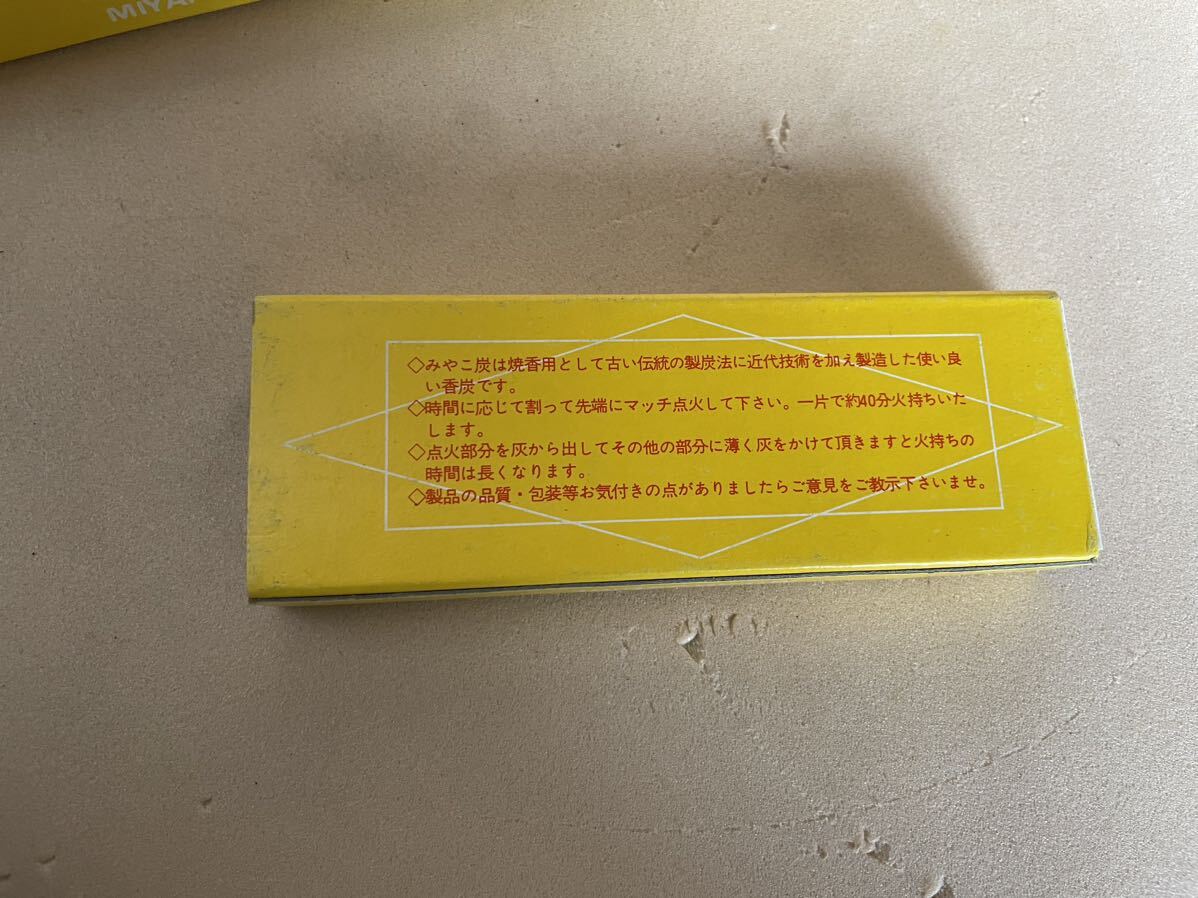 MIYA
◇みやこ炭は焼香用として古い伝統の製炭法に近代技術を加え製造した使い良
い香炭です。
◇時間に応じて割って先端にマッチ点火して下さい。一片で約40分火持ちいた
します。
◇点火部分を灰から出してその他の部分に薄く灰をかけて頂きますと火持ちの
時間は長くなります。
◇製品の品質・包装等お気付きの点がありましたらご意見をご教示下さいませ。